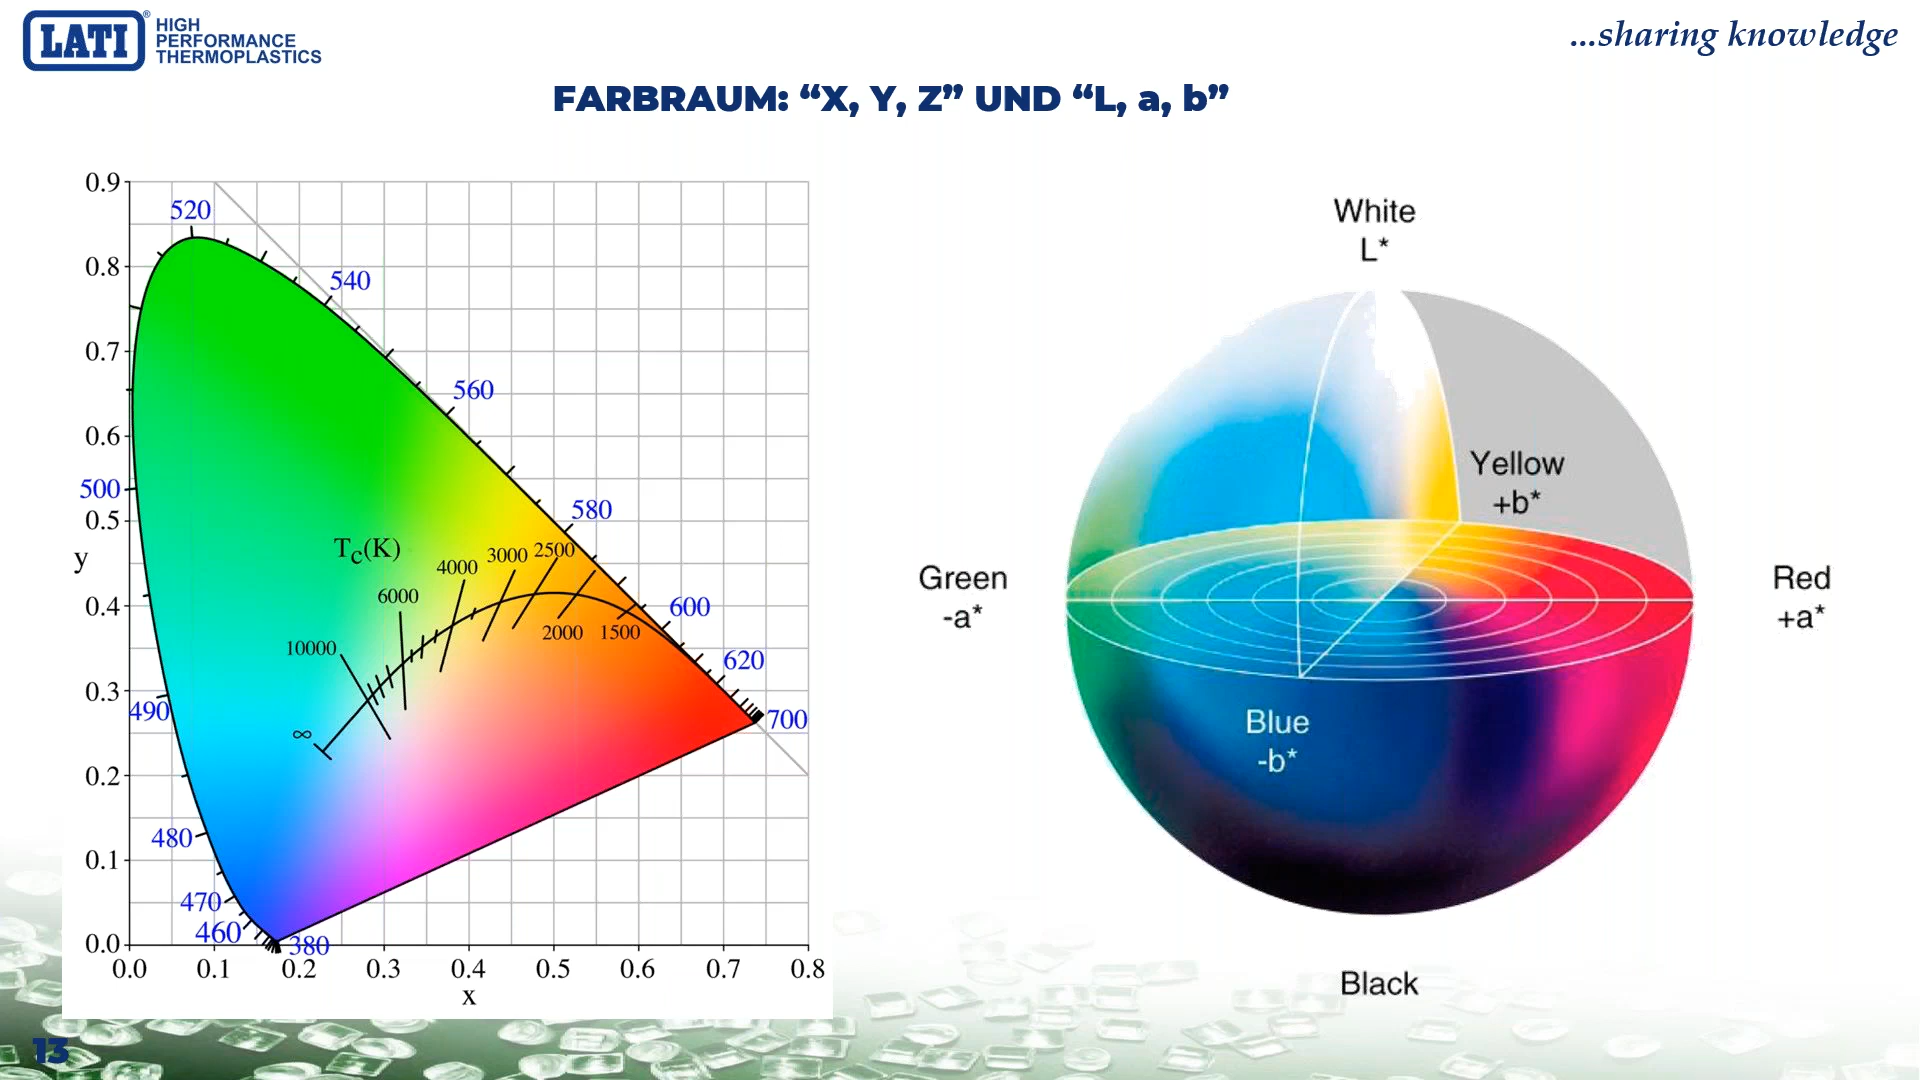 LATI®
HIGH
PERFORMANCE
THERMOPLASTICS
...sharing knowledge
FARBRAUM: “X, Y, Z” UND “L, a, b”
0.9
0.8
0.7
0.6
0.5
0.4
0.3
0.2
0.1
0.0
y
0.0 0.1 0.2 0.3 0.4 0.5 0.6 0.7 0.8
x
520
540
560
580
600
620
700
500
490
480
470
460
380
Tc(K)
∞
10000
6000
4000
3000
2500
2000
1500
White
L*
Yellow
+b*
Green
-a*
Red
+a*
Blue
-b*
Black
13